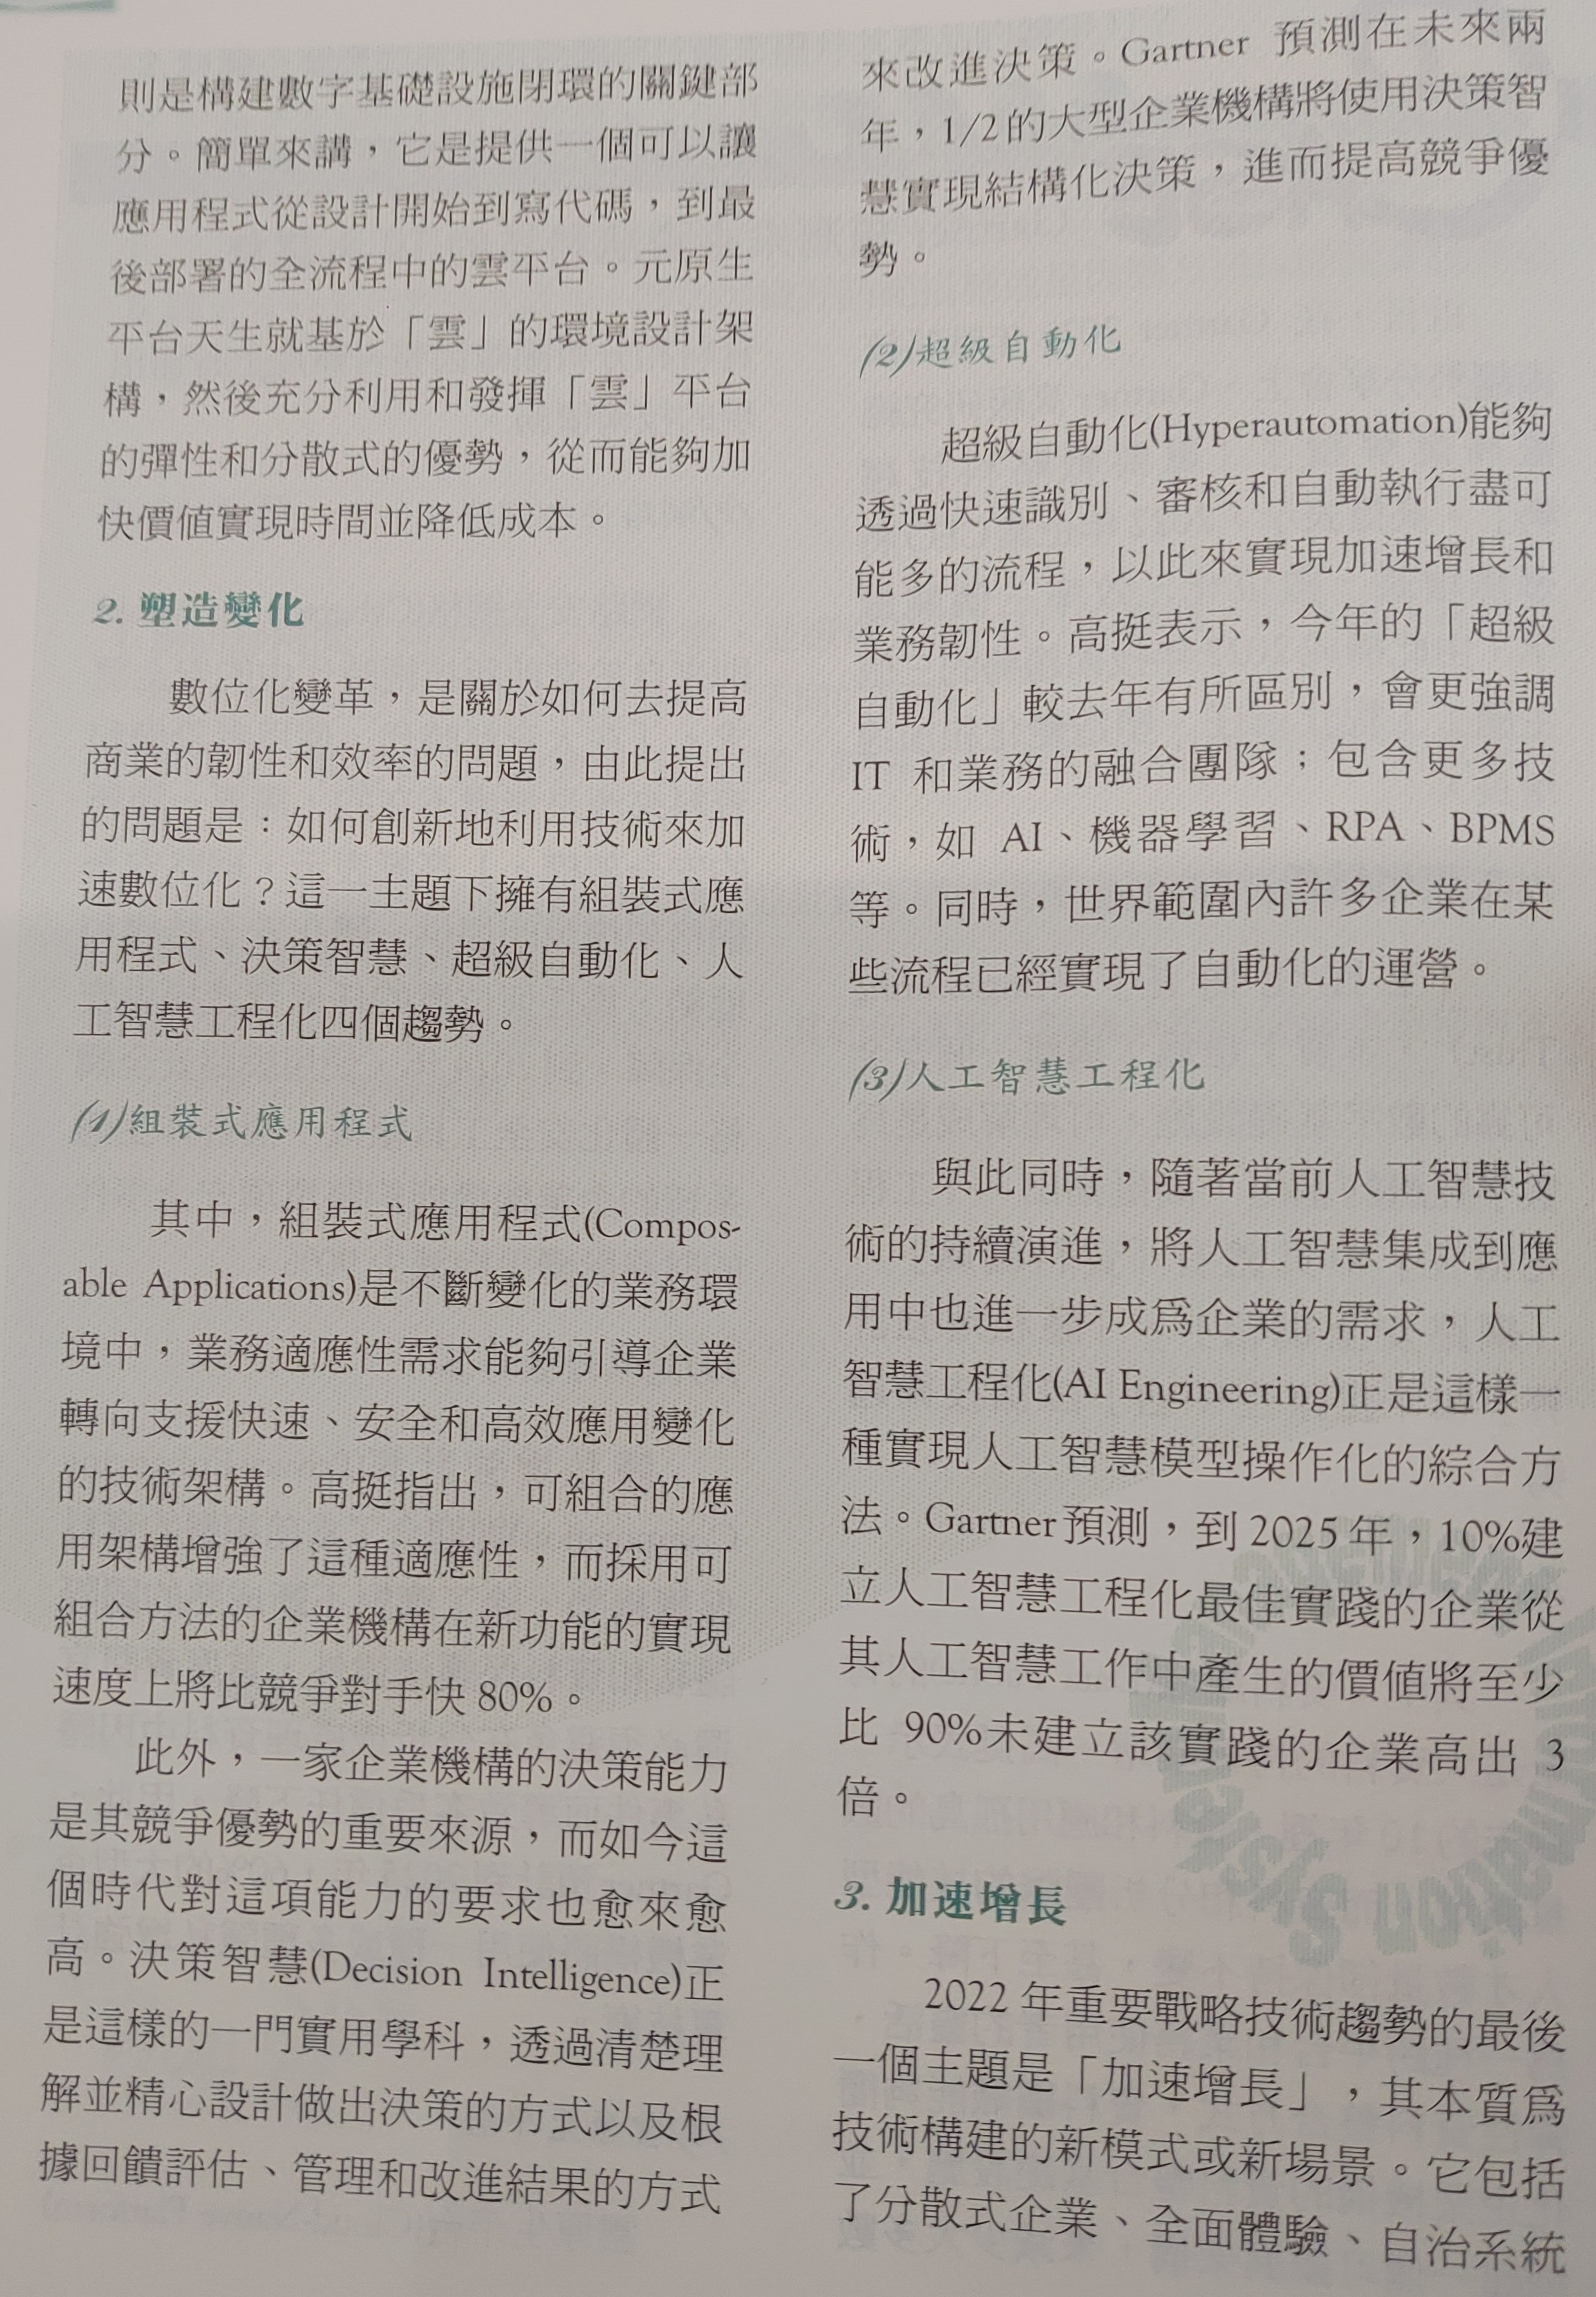 則是構建數字基礎設施閉環的關鍵部
分。簡單來講，它是提供一個可以讓
應用程式從設計開始到寫代碼，到最
後部署的全流程中的雲平台。元原生
平台天生就基於「雲」的環境設計架
構，然後充分利用和發揮「雲」平台
的彈性和分散式的優勢，從而能夠加
快價值實現時間並降低成本。
2. 塑造變化
數位化變革，是關於如何去提高
商業的韌性和效率的問題，由此提出
的問題是：如何創新地利用技術來加
速數位化？這一主題下擁有組裝式應
用程式、決策智慧、超級自動化、人
工智慧工程化四個趨勢。
(1)組裝式應用程式
其中，組裝式應用程式(Compos-
able Applications)是不斷變化的業務環
境中，業務適應性需求能夠引導企業
轉向支援快速、安全和高效應用變化
的技術架構。高挺指出，可組合的應
用架構增強了這種適應性，而採用可
組合方法的企業機構在新功能的實現
速度上將比競爭對手快 80%。
此外，一家企業機構的決策能力
是其競爭優勢的重要來源，而如今這
個時代對這項能力的要求也愈來愈
高。決策智慧(Decision Intelligence)正
是這樣的一門實用學科，透過清楚理
解並精心設計做出決策的方式以及根
據回饋評估、管理和改進結果的方式
來改進決策。Gartner 預測在未來兩
年，1/2的大型企業機構將使用決策智
慧實現結構化決策，進而提高競爭優
勢。
(2)超級自動化
超級自動化(Hyperautomation)能夠
透過快速識別、審核和自動執行盡可
能多的流程，以此來實現加速增長和
業務韌性。高挺表示，今年的「超級
自動化」較去年有所區別，會更強調
IT 和業務的融合團隊；包含更多技
術，如 AI、機器學習、RPA、BPMS
等。同時，世界範圍內許多企業在某
些流程已經實現了自動化的運營。
(3)人工智慧工程化
與此同時，隨著當前人工智慧技
術的持續演進，將人工智慧集成到應
用中也進一步成爲企業的需求，人工
智慧工程化(AI Engineering)正是這樣一
種實現人工智慧模型操作化的綜合方
法。Gartner預測，到 2025 年，10%建
立人工智慧工程化最佳實踐的企業從
其人工智慧工作中產生的價值將至少
比 90%未建立該實踐的企業高出 3
倍。
3. 加速增長
2022 年重要戰略技術趨勢的最後
一個主題是「加速增長」，其本質爲
技術構建的新模式或新場景。它包括
了分散式企業、全面體驗、自治系統